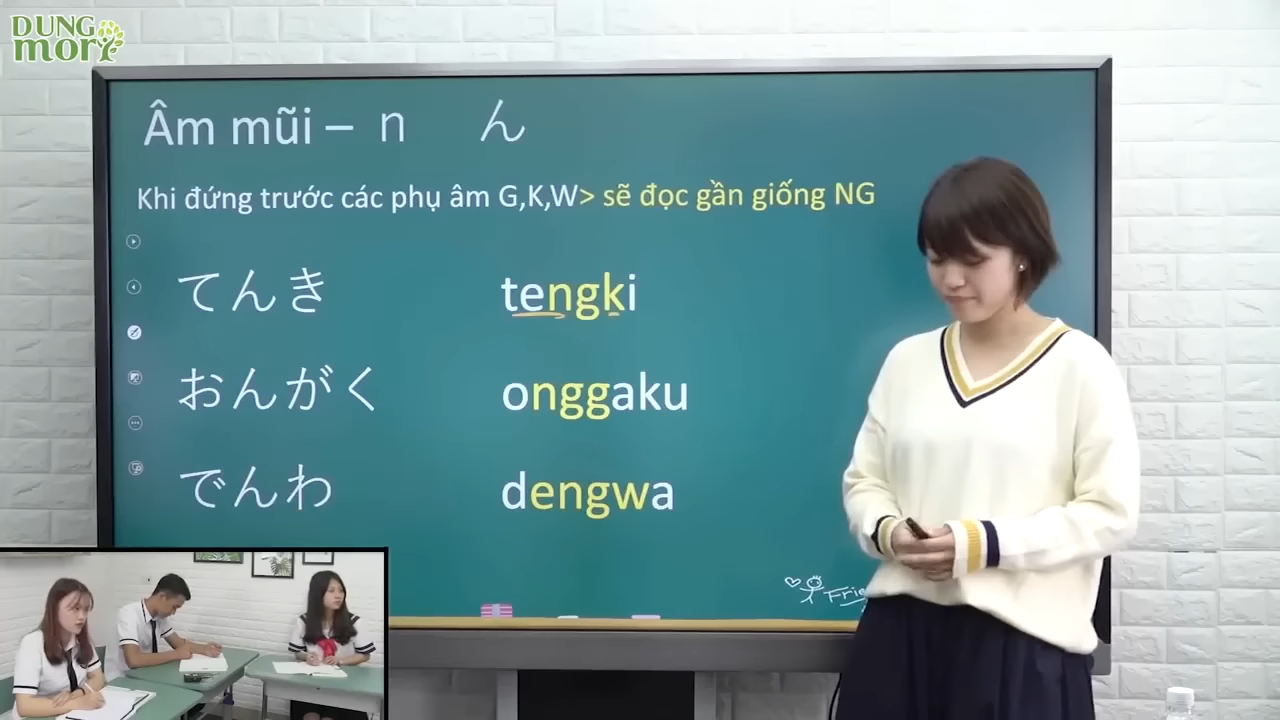 DUNG
mori
Âm mũi – n ん
Khi đứng trước các phụ âm G,K,W> sẽ đọc gần giống NG
てんき tengki
おんがく onggaku
でんわ dengwa